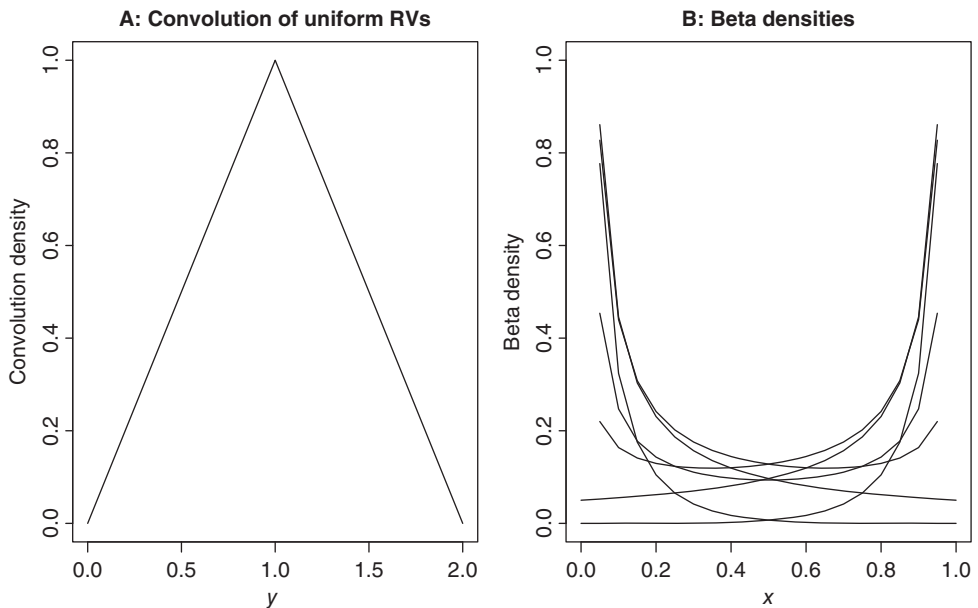 A: Convolution of uniform RVs
Convolution density
1.0
0.8
0.6
0.4
0.2
0.0
0.0 0.5 1.0 1.5 2.0
y
B: Beta densities
Beta density
1.0
0.8
0.6
0.4
0.2
0.0
0.0 0.2 0.4 0.6 0.8 1.0
x